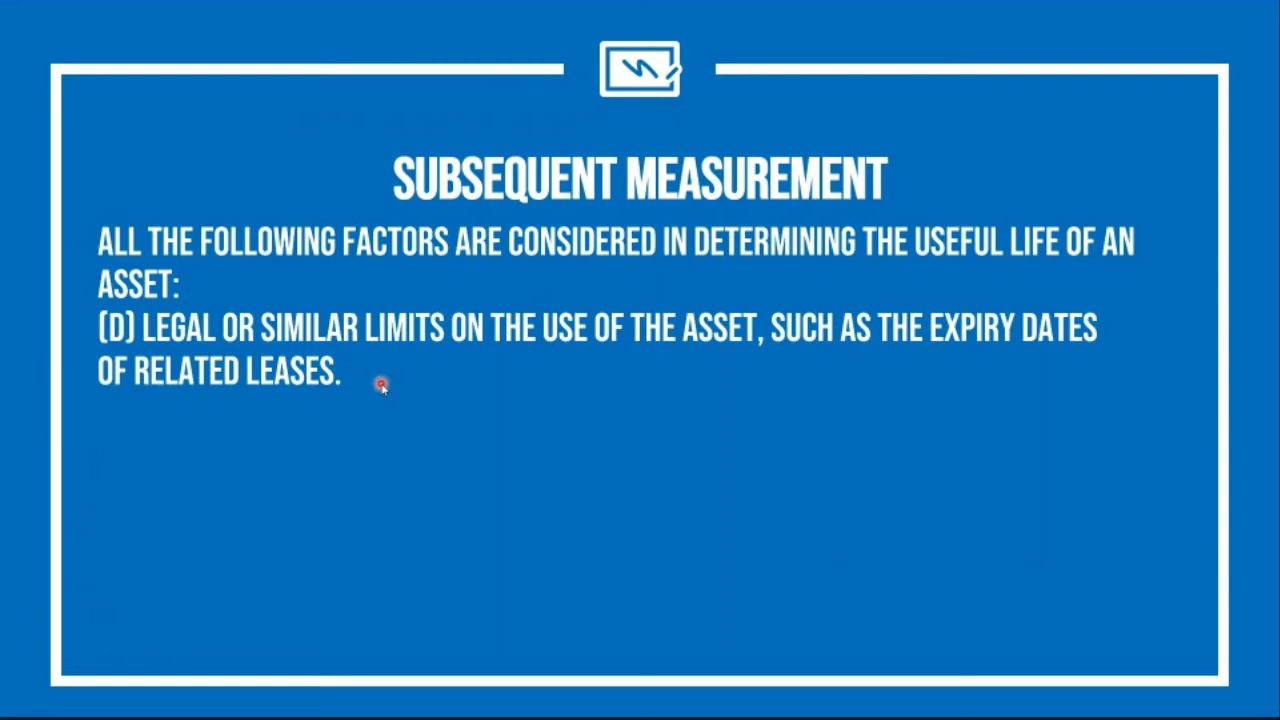 SUBSEQUENT MEASUREMENT
ALL THE FOLLOWING FACTORS ARE CONSIDERED IN DETERMINING THE USEFUL LIFE OF AN
ASSET:
(D) LEGAL OR SIMILAR LIMITS ON THE USE OF THE ASSET, SUCH AS THE EXPIRY DATES
OF RELATED LEASES.